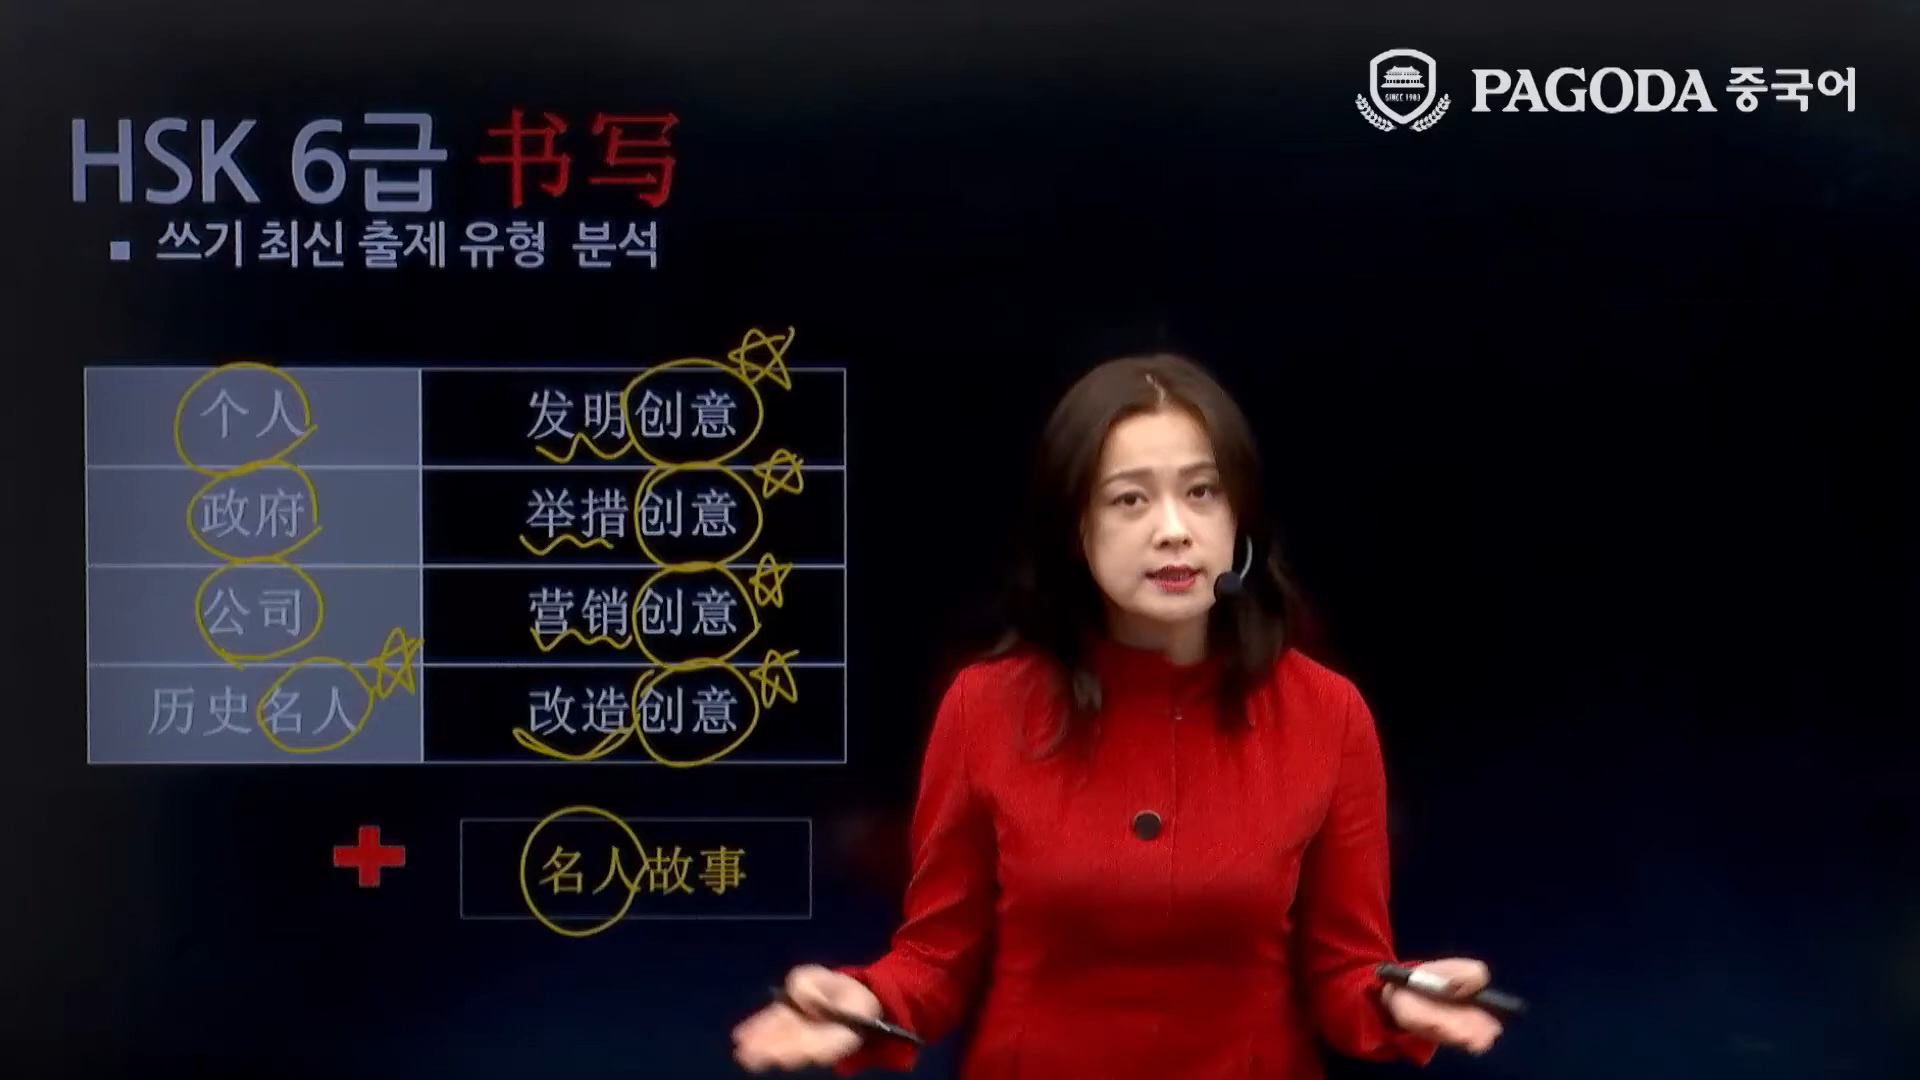 SINCE 1983
PAGODA 중국어
HSK 6급 书写
▪ 쓰기 최신 출제 유형 분석
个人 发明创意
政府 举措创意
公司 营销创意
历史名人 改造创意
名人故事